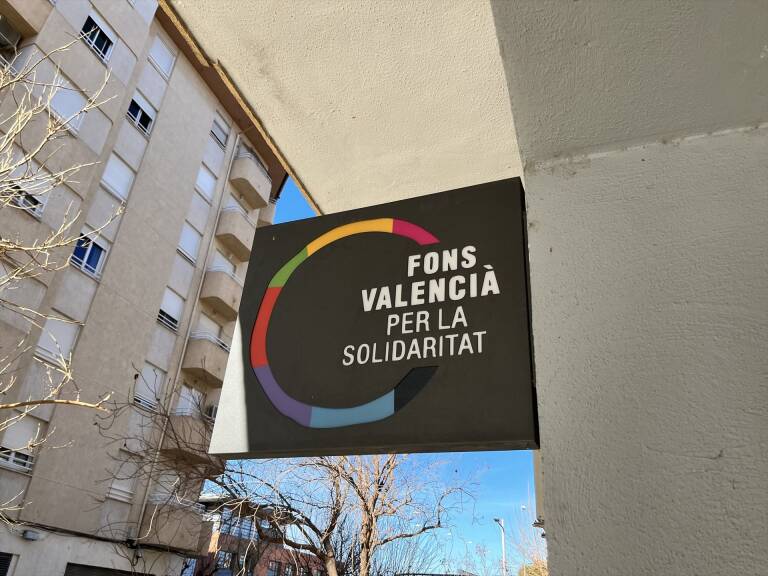 FONS
VALENCIÀ
PER LA
SOLIDARITAT